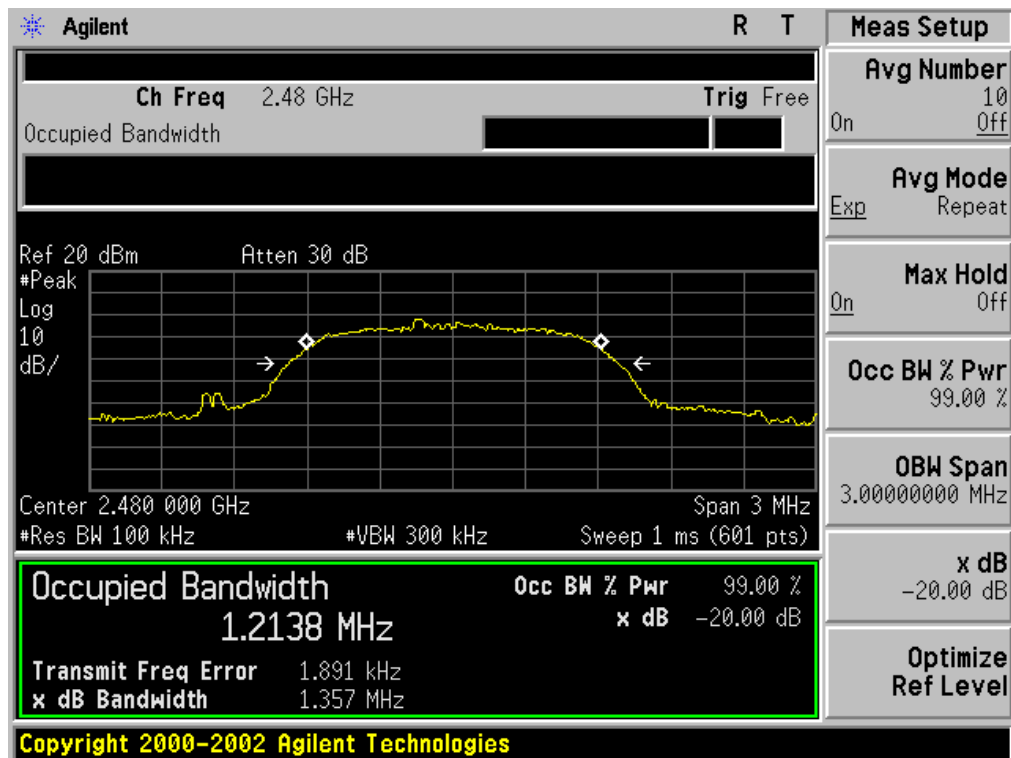 Agilent R T
Ch Freq 2.48 GHz Trig Free
Occupied Bandwidth
Ref 20 dBm Atten 30 dB
#Peak
Log
10
dB/
Center 2.480 000 GHz Span 3 MHz
#Res BW 100 kHz #VBW 300 kHz Sweep 1 ms (601 pts)
Occupied Bandwidth
1.2138 MHz
Occ BW % Pwr 99.00 %
x dB -20.00 dB
Transmit Freq Error 1.891 kHz
x dB Bandwidth 1.357 MHz
Copyright 2000-2002 Agilent Technologies
Meas Setup
Avg Number
10
On Off
Avg Mode
Exp Repeat
Max Hold
On Off
Occ BW % Pwr
99.00 %
OBW Span
3.00000000 MHz
x dB
-20.00 dB
Optimize
Ref Level